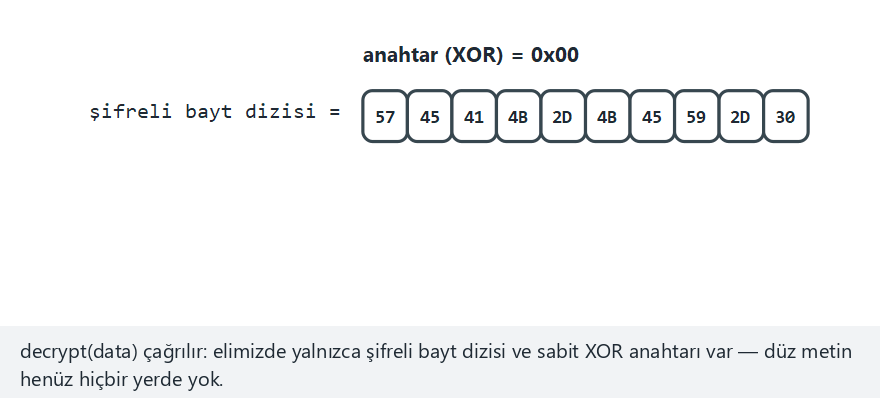 anahtar (XOR) = 0x00
şifreli bayt dizisi = 57 45 41 4B 2D 4B 45 59 2D 30
decrypt(data) çağrılır: elimizde yalnızca şifreli bayt dizisi ve sabit XOR anahtarı var — düz metin
henüz hiçbir yerde yok.